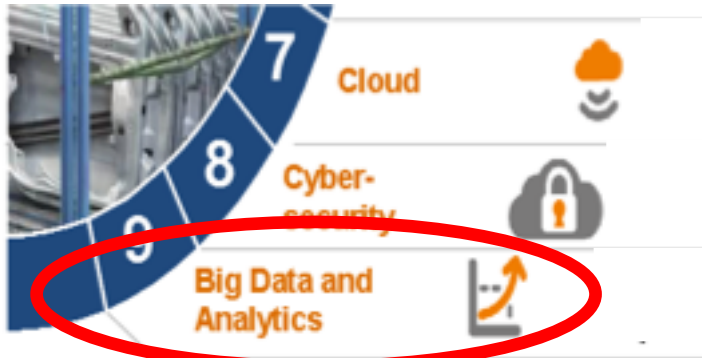 7
Cloud
8
Cyber-
security
9
Big Data and
Analytics